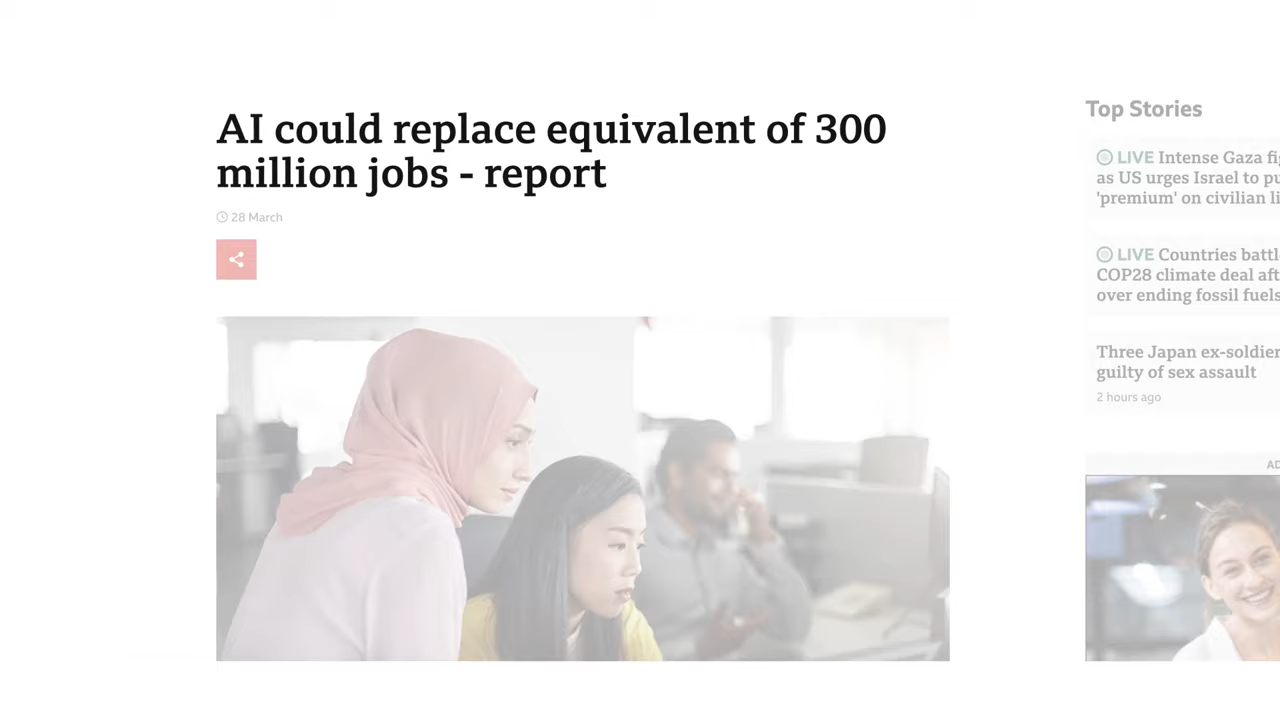 AI could replace equivalent of 300
million jobs - report
28 March
Top Stories
LIVE Intense Gaza
as US urges Israel to
'premium' on civilian
LIVE Countries
COP28 climate deal
over ending fossil fuels
Three Japan
guilty of sex assault
2 hours ago